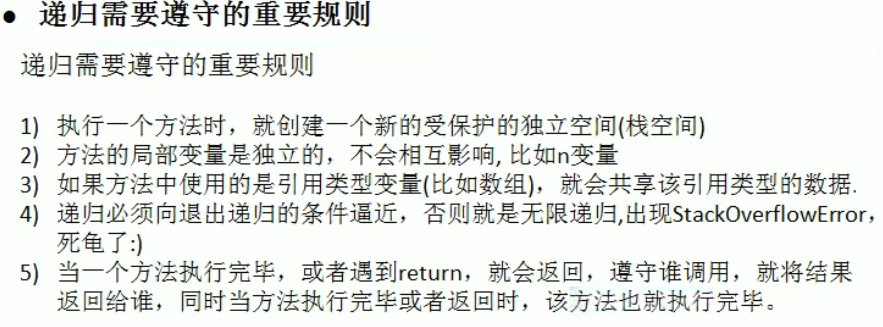 ● 递归需要遵守的重要规则
递归需要遵守的重要规则
1) 执行一个方法时，就创建一个新的受保护的独立空间(栈空间)
2) 方法的局部变量是独立的，不会相互影响, 比如n变量
3) 如果方法中使用的是引用类型变量(比如数组)，就会共享该引用类型的数据.
4) 递归必须向退出递归的条件逼近，否则就是无限递归,出现StackOverflowError，
死龟了:)
5) 当一个方法执行完毕，或者遇到return，就会返回，遵守谁调用，就将结果
返回给谁，同时当方法执行完毕或者返回时，该方法也就执行完毕。